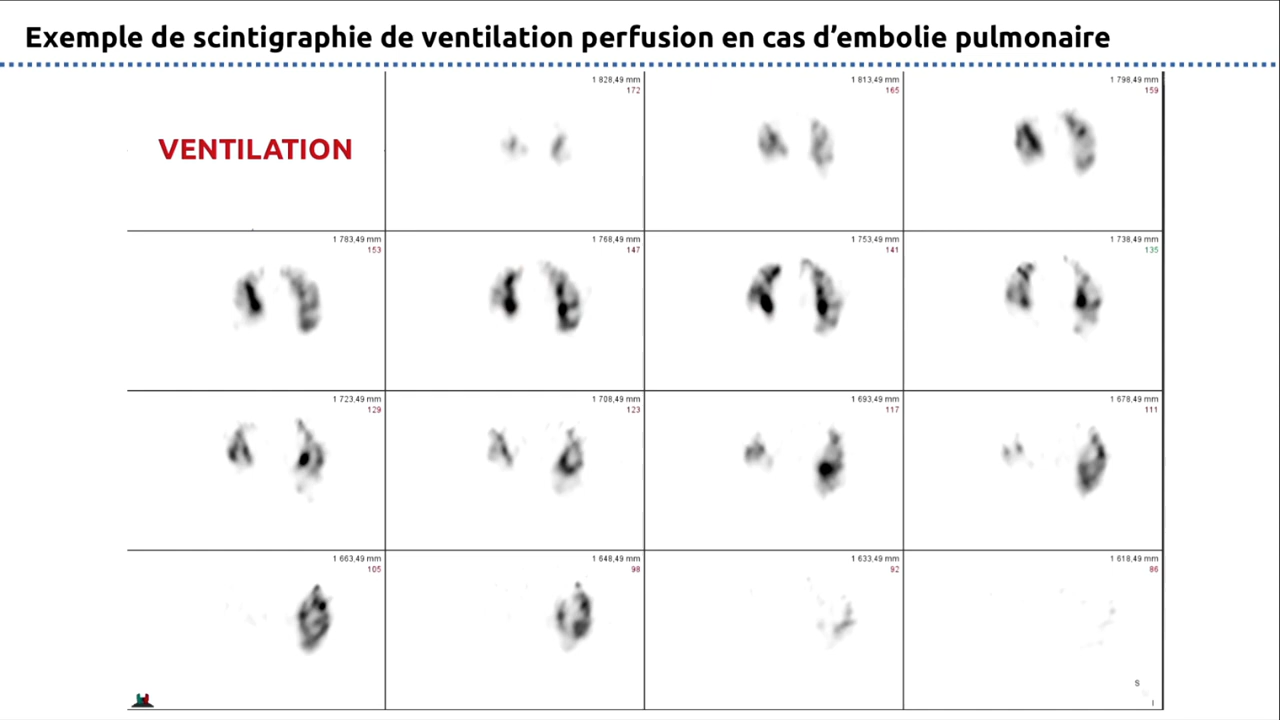 Exemple de scintigraphie de ventilation perfusion en cas d’embolie pulmonaire
VENTILATION
1 828,49 mm
172
1 813,49 mm
165
1 798,49 mm
159
1 783,49 mm
153
1 768,49 mm
147
1 753,49 mm
141
1 738,49 mm
135
1 723,49 mm
129
1 708,49 mm
123
1 693,49 mm
117
1 678,49 mm
111
1 663,49 mm
105
1 648,49 mm
98
1 633,49 mm
92
1 618,49 mm
86
S
I